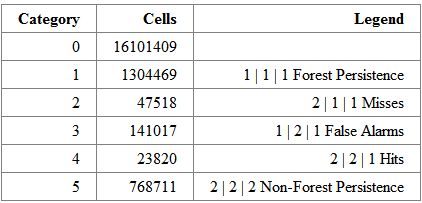 Category Cells Legend
0 16101409
1 1304469 1 | 1 | 1 Forest Persistence
2 47518 2 | 1 | 1 Misses
3 141017 1 | 2 | 1 False Alarms
4 23820 2 | 2 | 1 Hits
5 768711 2 | 2 | 2 Non-Forest Persistence